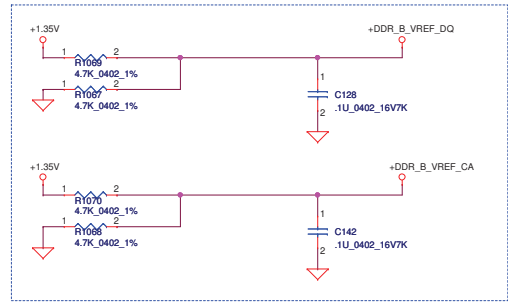 +1.35V
+DDR_B_VREF_DQ
1 2
R1069
4.7K_0402_1%
1 2
R1067
4.7K_0402_1%
1
C128
.1U_0402_16V7K
2
+1.35V
+DDR_B_VREF_CA
1 2
R1070
4.7K_0402_1%
1 2
R1068
4.7K_0402_1%
1
C142
.1U_0402_16V7K
2